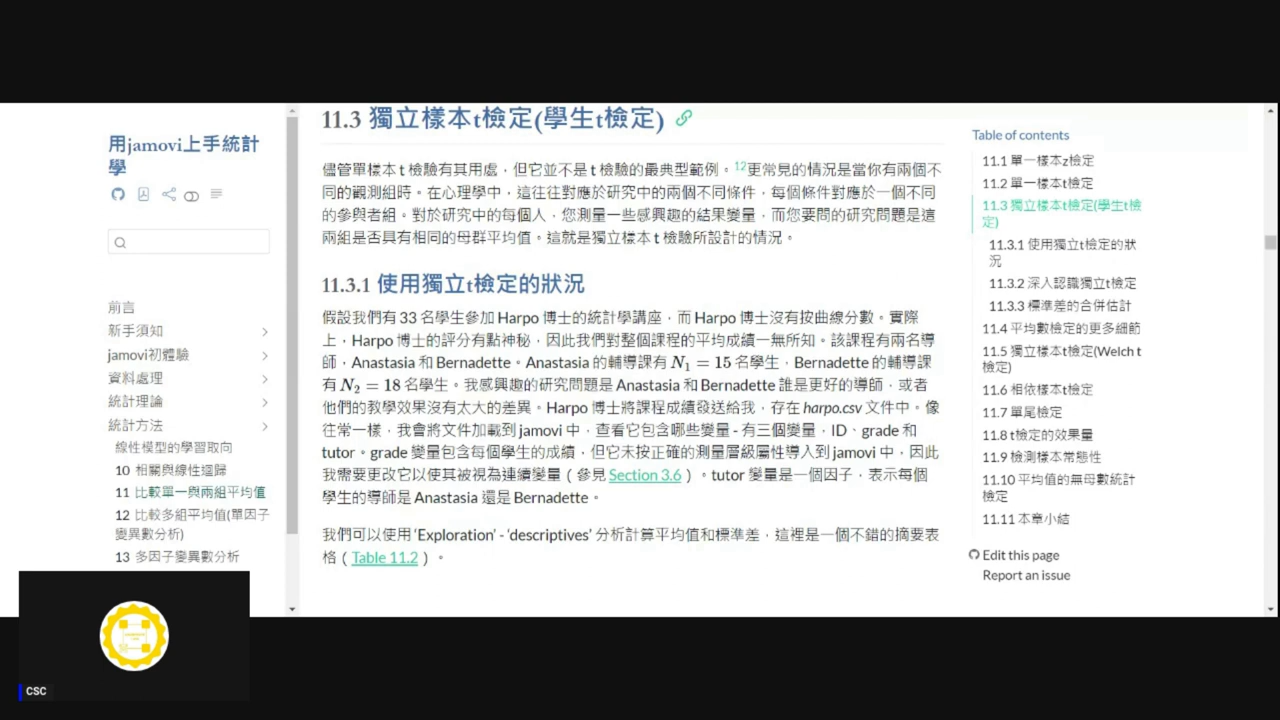 用jamovi上手統計
學
前言
新手須知
jamovi初體驗
資料處理
統計理論
統計方法
線性模型的學習取向
10 相關與線性迴歸
11 比較單一與兩組平均值
12 比較多組平均值(單因子
變異數分析)
13 多因子變異數分析
11.3 獨立樣本t檢定(學生t檢定)
儘管單樣本 t 檢驗有其用處，但它並不是 t 檢驗的最典型範例。12更常見的情況是當你有兩個不
同的觀測組時。在心理學中，這往往對應於研究中的兩個不同條件，每個條件對應於一個不同
的參與者組。對於研究中的每個人，您測量一些感興趣的結果變量，而您要問的研究問題是這
兩組是否具有相同的母群平均值。這就是獨立樣本 t 檢驗所設計的情況。
11.3.1 使用獨立t檢定的狀況
假設我們有 33 名學生參加 Harpo 博士的統計學講座，而 Harpo 博士沒有按曲線分數。實際
上，Harpo 博士的評分有點神秘，因此我們對整個課程的平均成績一無所知。該課程有兩名導
師，Anastasia 和 Bernadette。Anastasia 的輔導課有 N₁ = 15 名學生，Bernadette 的輔導課
有 N₂ = 18 名學生。我感興趣的研究問題是 Anastasia 和 Bernadette 誰是更好的導師，或者
他們的教學效果沒有太大的差異。Harpo 博士將課程成績發送給我，存在 harpo.csv 文件中。像
往常一樣，我會將文件加載到 jamovi 中，查看它包含哪些變量 - 有三個變量，ID、grade 和
tutor。grade 變量包含每個學生的成績，但它未按正確的測量層級屬性導入到 jamovi 中，因此
我需要更改它以使其被視為連續變量（參見 Section 3.6）。tutor 變量是一個因子，表示每個
學生的導師是 Anastasia 還是 Bernadette。
我們可以使用 ‘Exploration’ - ‘descriptives’ 分析計算平均值和標準差，這裡是一個不錯的摘要表
格（Table 11.2）。
Table of contents
11.1 單一樣本z檢定
11.2 單一樣本t檢定
11.3 獨立樣本t檢定(學生t檢
定)
11.3.1 使用獨立t檢定的狀
況
11.3.2 深入認識獨立t檢定
11.3.3 標準差的合併估計
11.4 平均數檢定的更多細節
11.5 獨立樣本t檢定(Welch t
檢定)
11.6 相依樣本t檢定
11.7 單尾檢定
11.8 t檢定的效果量
11.9 檢測樣本常態性
11.10 平均值的無母數統計
檢定
11.11 本章小結
Edit this page
Report an issue
CSC